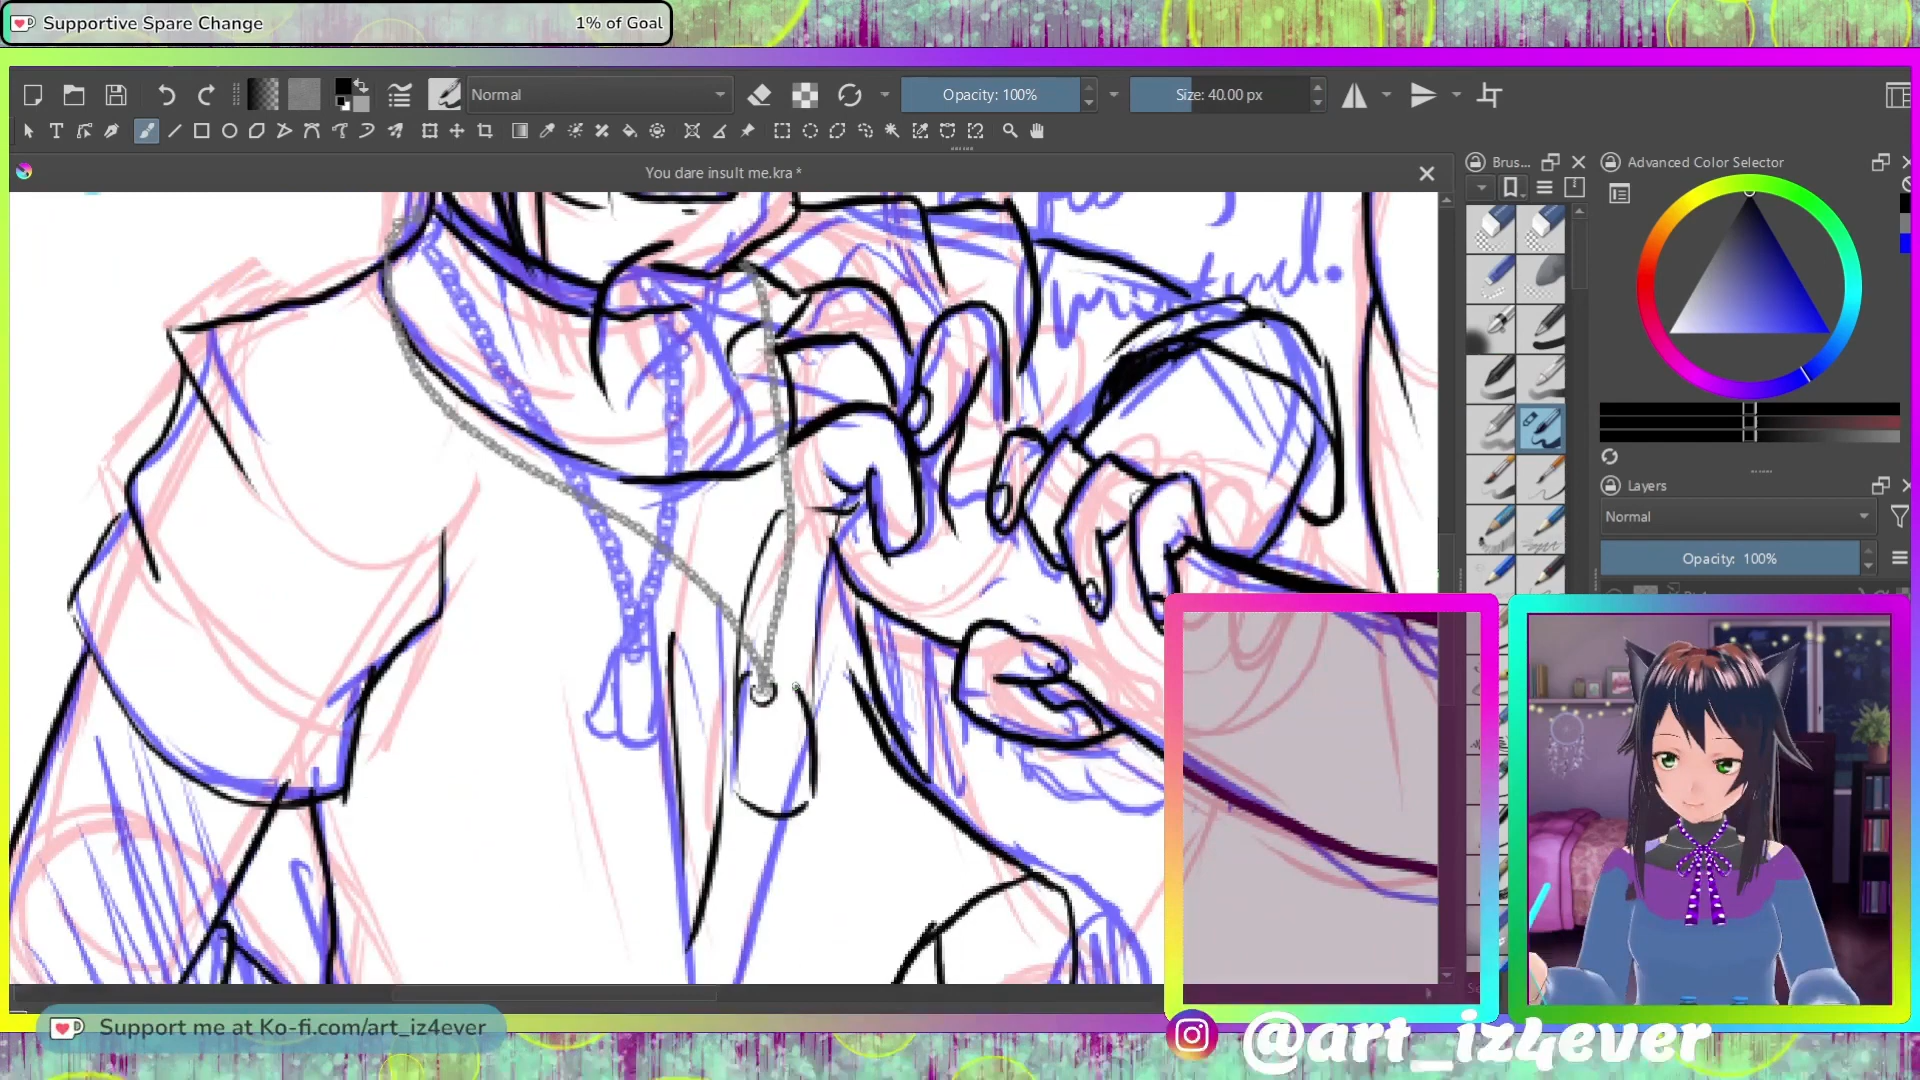 Supportive Spare Change
1% of Goal
Normal
Opacity: 100%
Size: 40.00 px
You dare insult me.kra *
Brus...
Advanced Color Selector
Layers
Normal
Opacity: 100%
Support me at Ko-fi.com/art_iz4ever
@art_iz4ever